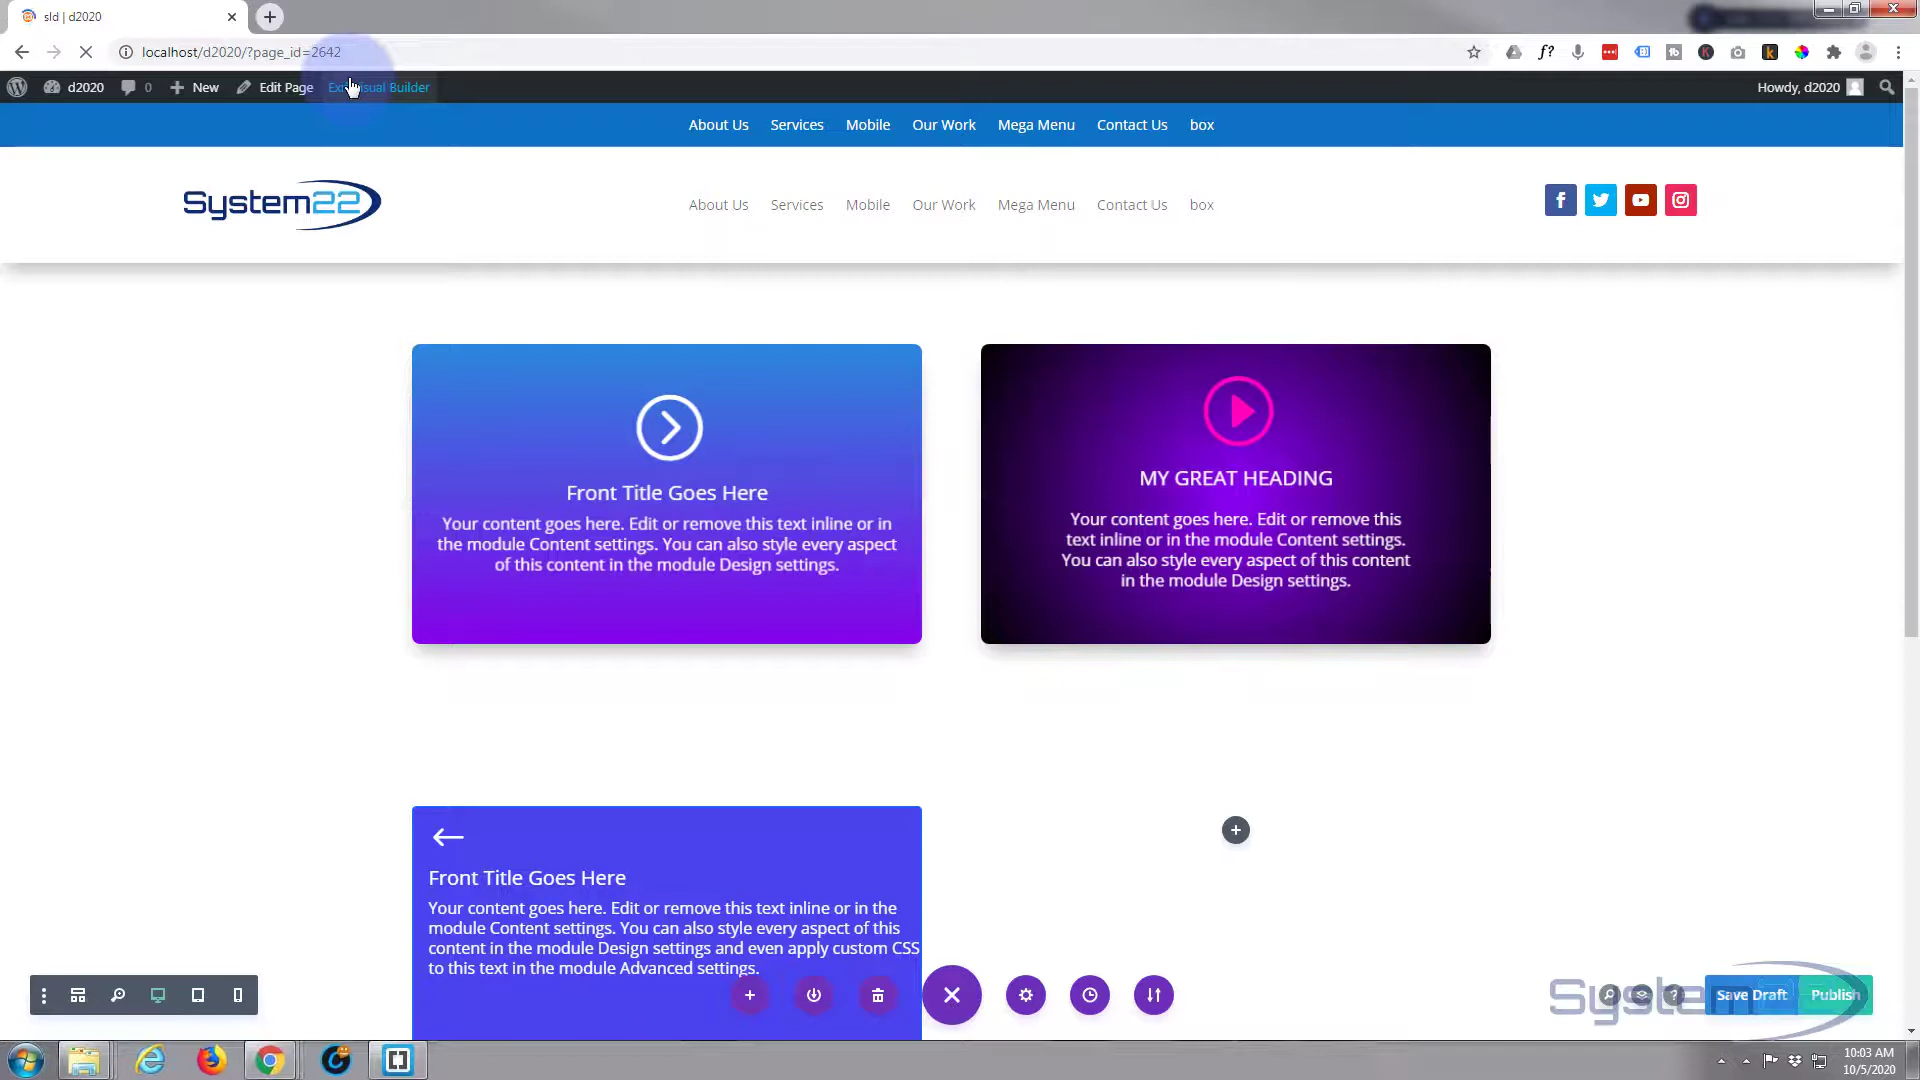 sld | d2020
localhost/d2020/?page_id=2642
f?
d2020
0
New
Edit Page
Visual Builder
Howdy, d2020
About Us
Services
Mobile
Our Work
Mega Menu
Contact Us
box
System22
About Us
Services
Mobile
Our Work
Mega Menu
Contact Us
box
Front Title Goes Here
Your content goes here. Edit or remove this text inline or in
the module Content settings. You can also style every aspect
of this content in the module Design settings.
MY GREAT HEADING
Your content goes here. Edit or remove this
text inline or in the module Content settings.
You can also style every aspect of this content
in the module Design settings.
Front Title Goes Here
Your content goes here. Edit or remove this text inline or in the
module Content settings. You can also style every aspect of this
content in the module Design settings and even apply custom CSS
to this text in the module Advanced settings.
Save Draft
Publish
10:03 AM
10/5/2020